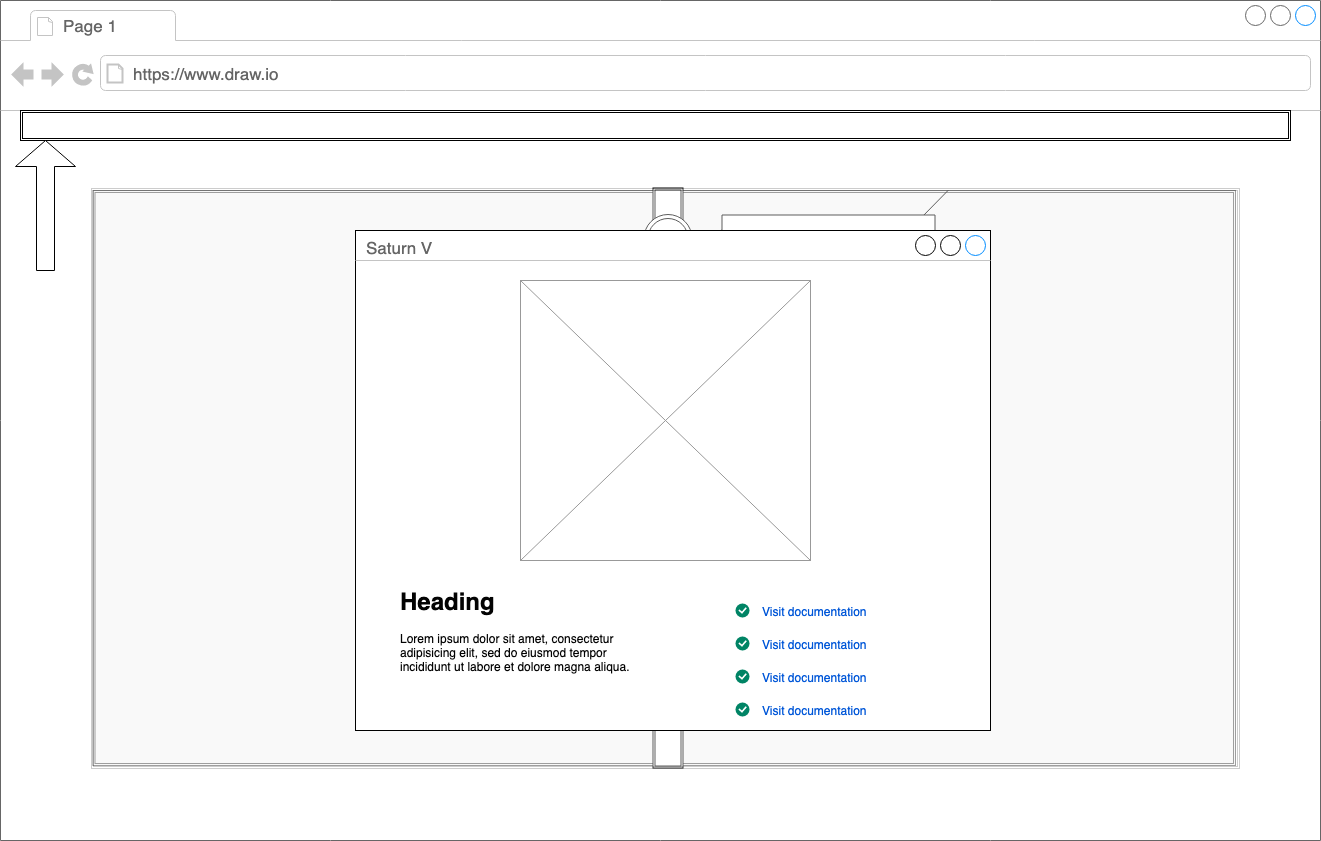 Page 1
https://www.draw.io
Saturn V
Heading
Lorem ipsum dolor sit amet, consectetur
adipisicing elit, sed do eiusmod tempor
incididunt ut labore et dolore magna aliqua.
Visit documentation
Visit documentation
Visit documentation
Visit documentation